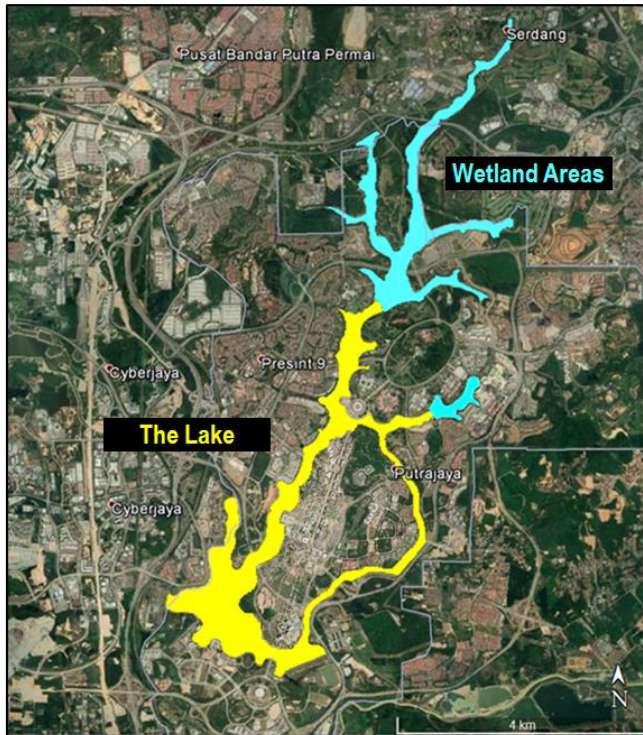 Serdang
Pusat Bandar Putra Permai
Wetland Areas
Presint 9
Cyberjaya
The Lake
Putrajaya
Cyberjaya
N
4 km